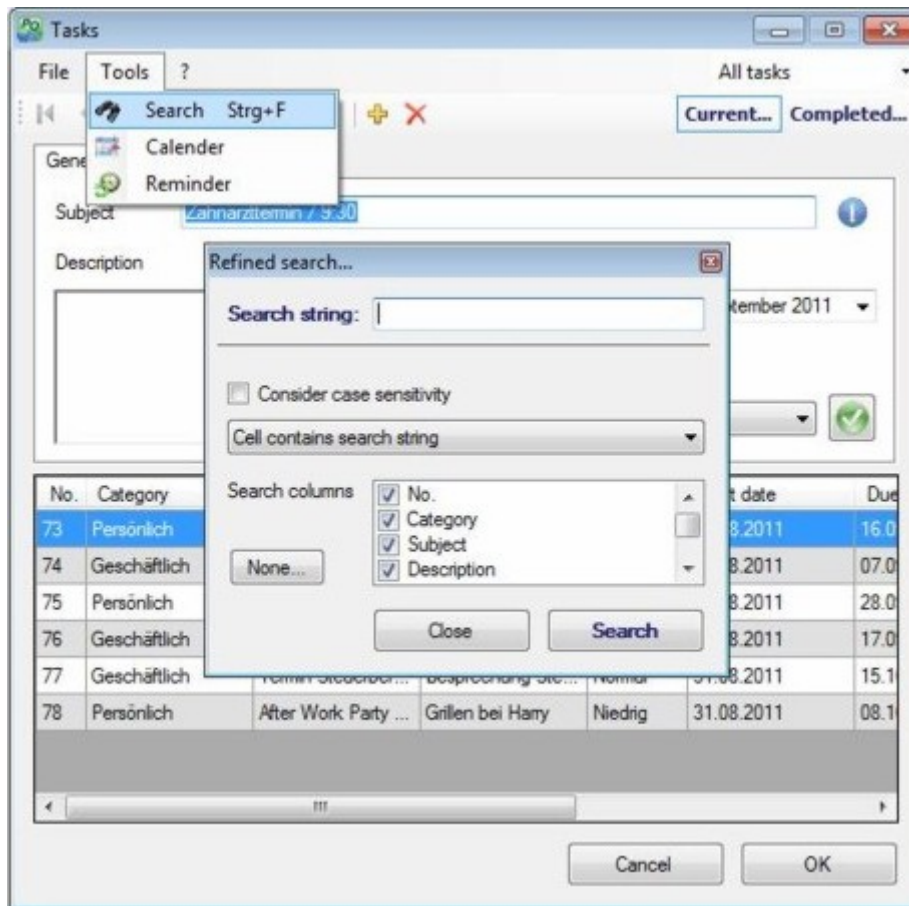 Tasks
File Tools ? All tasks
Search Strg+F Current... Completed...
Calender
Reminder
Subject Zahnarzttermin / 9:30
Description Refined search...
Search string: 2011
Consider case sensitivity
Cell contains search string
Search columns No.
Category
Subject
Description
None...
Close Search
No. Category date Due
73 Persönlich 8.2011 16.0
74 Geschäftlich 8.2011 07.0
75 Persönlich 8.2011 28.0
76 Geschäftlich 8.2011 17.0
77 Geschäftlich 8.2011 15.1
78 Persönlich After Work Party ... Grillen bei Harry Niedrig 31.08.2011 08.1
Cancel OK